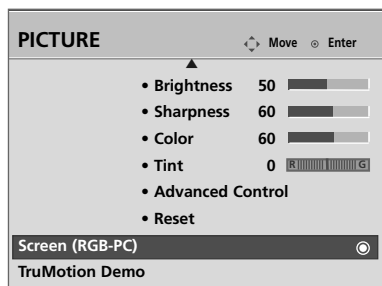 PICTURE Move Enter
• Brightness 50
• Sharpness 60
• Color 60
• Tint 0 R G
• Advanced Control
• Reset
Screen (RGB-PC)
TruMotion Demo